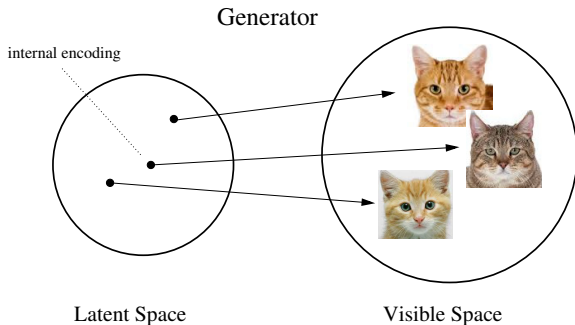 Generator
internal encoding
Latent Space
Visible Space